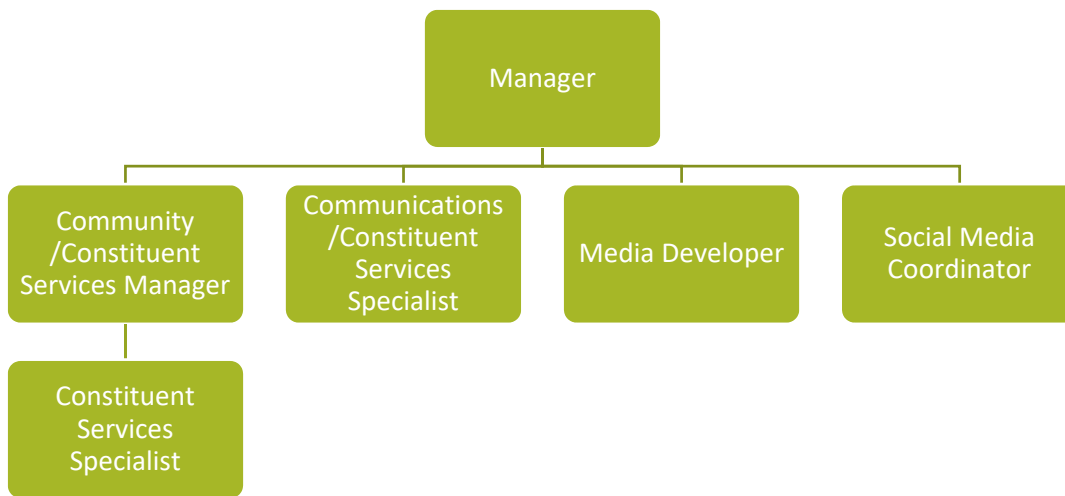 Manager
Community
/Constituent
Services Manager
Communications
/Constituent
Services
Specialist
Media Developer
Social Media
Coordinator
Constituent
Services
Specialist